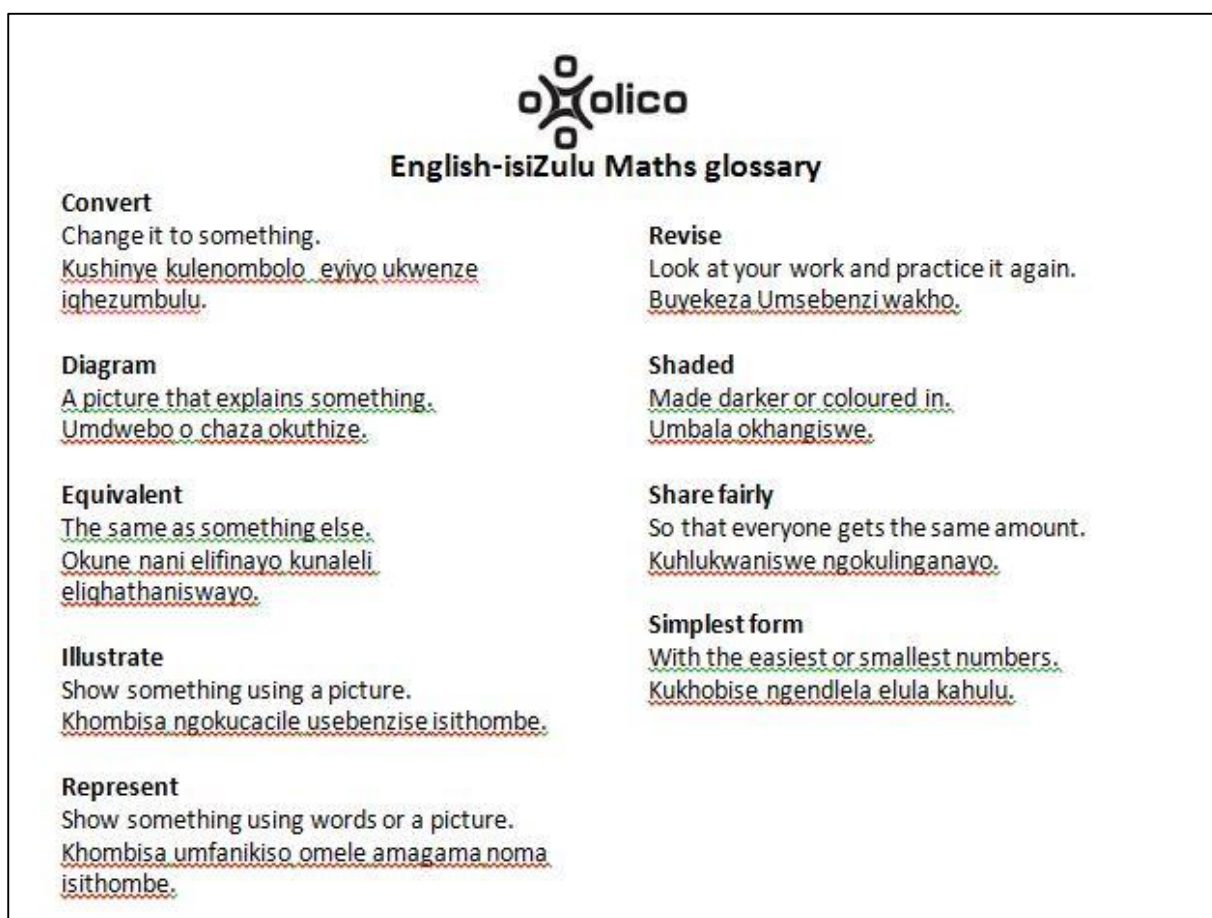 olico
English-isiZulu Maths glossary
Convert
Change it to something.
Kushinye kulenombolo eyiyo ukwenze
iqhezumbulu.
Diagram
A picture that explains something.
Umdwebo o chaza okuthize.
Equivalent
The same as something else.
Okune nani elifinayo kunaleli
eliqhathaniswayo.
Illustrate
Show something using a picture.
Khombisa ngokucacile usebenzise isithombe.
Represent
Show something using words or a picture.
Khombisa umfanikiso omele amagama noma
isithombe.
Revise
Look at your work and practice it again.
Buyekeza Umsebenzi wakho.
Shaded
Made darker or coloured in.
Umbala okhangiswe.
Share fairly
So that everyone gets the same amount.
Kuhlukwaniswe ngokulinganayo.
Simplest form
With the easiest or smallest numbers.
Kukhobise ngendlela elula kahulu.